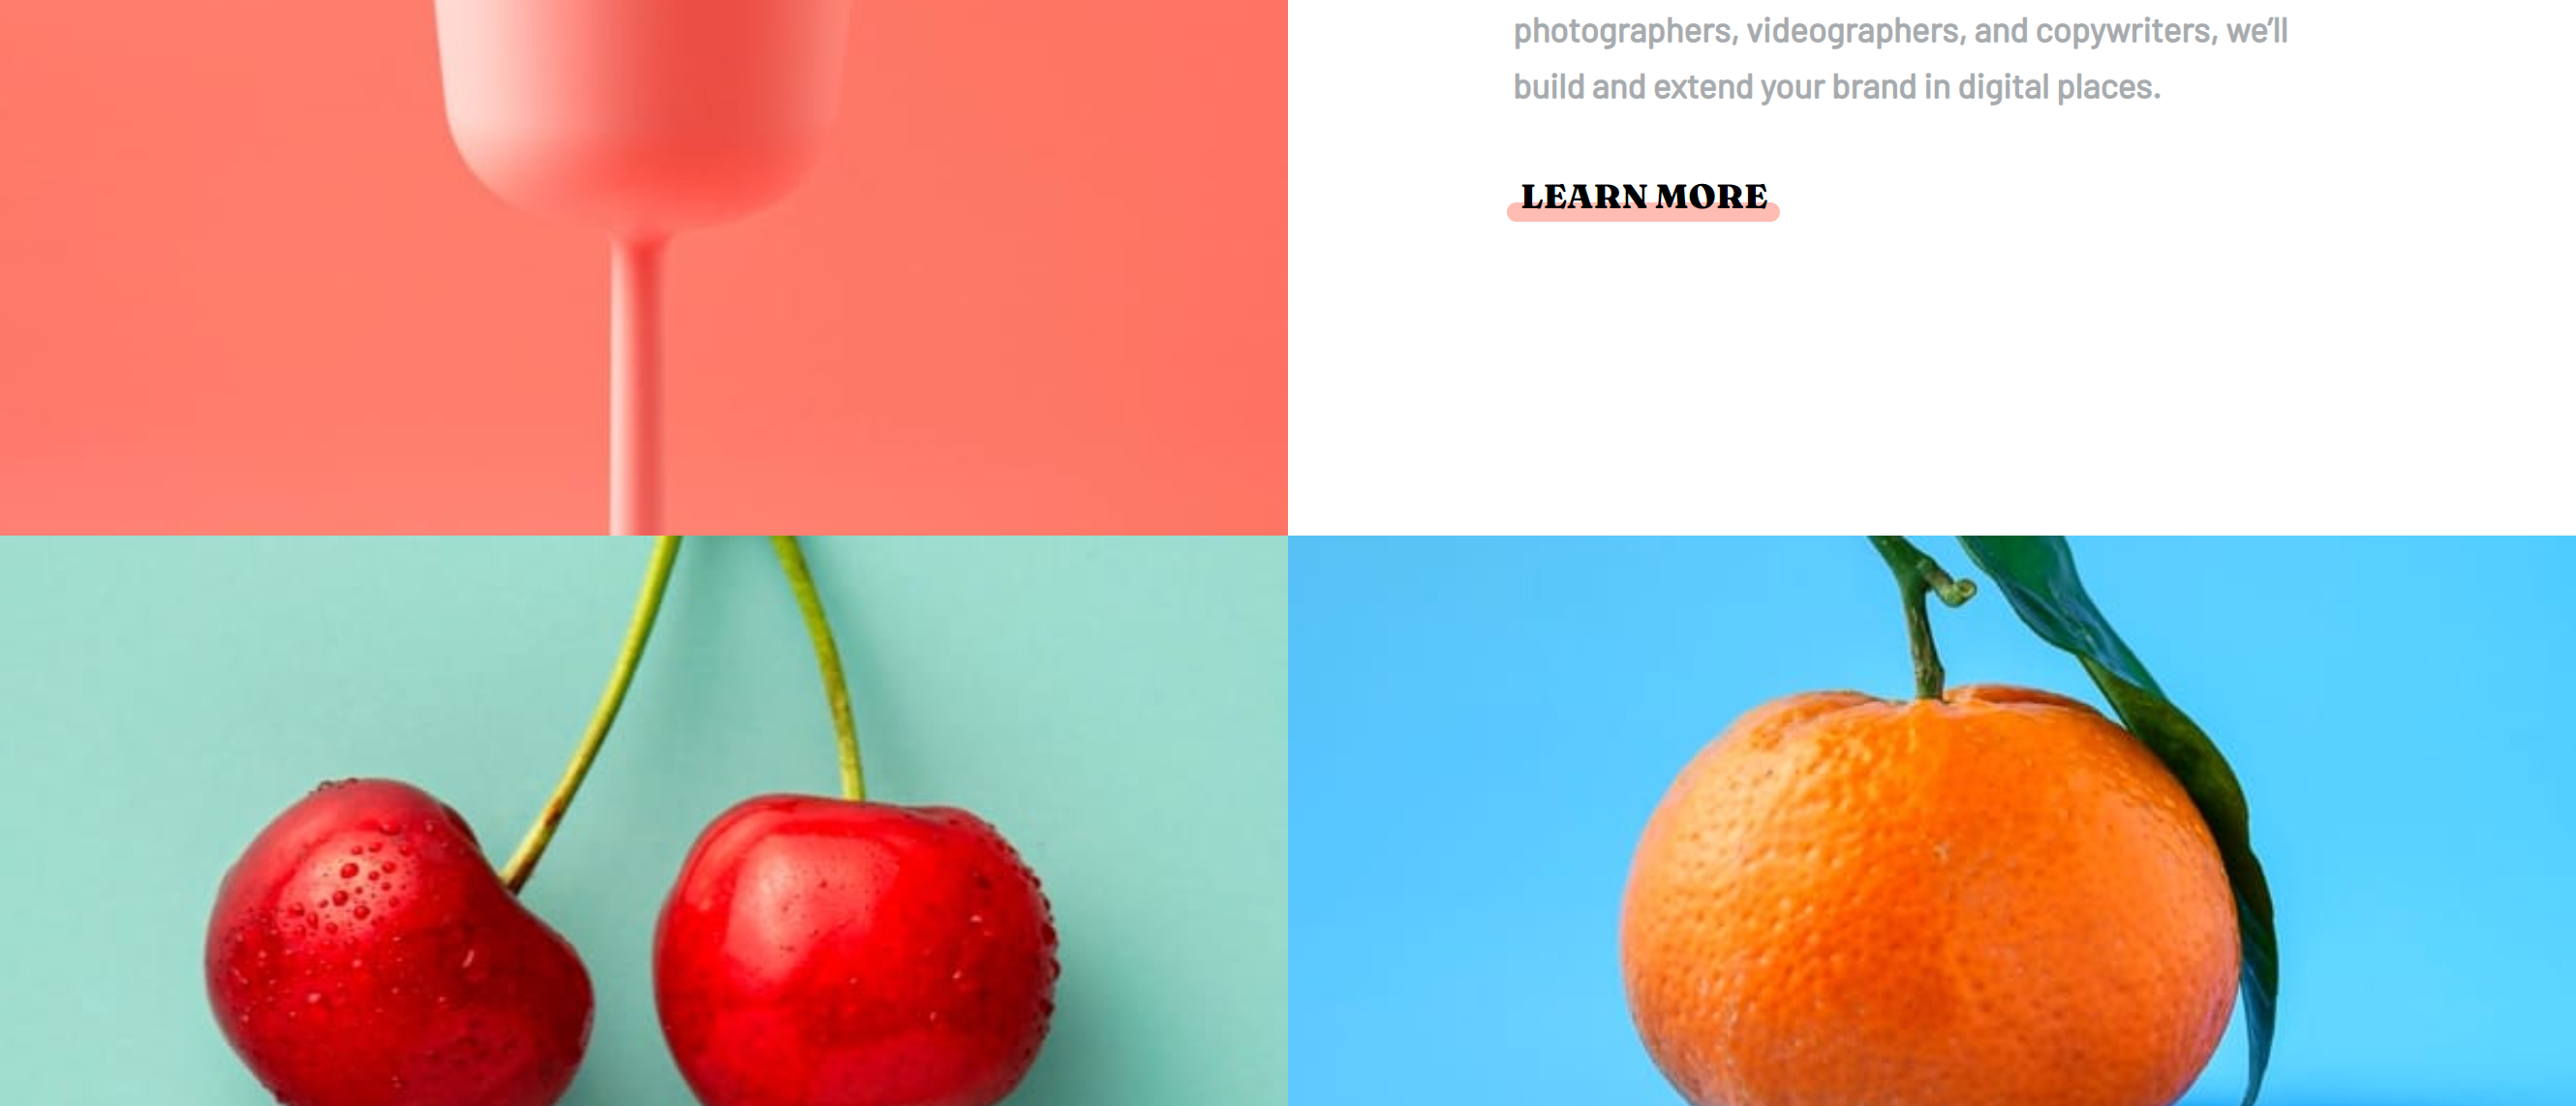 photographers, videographers, and copywriters, we’ll
build and extend your brand in digital places.
LEARN MORE